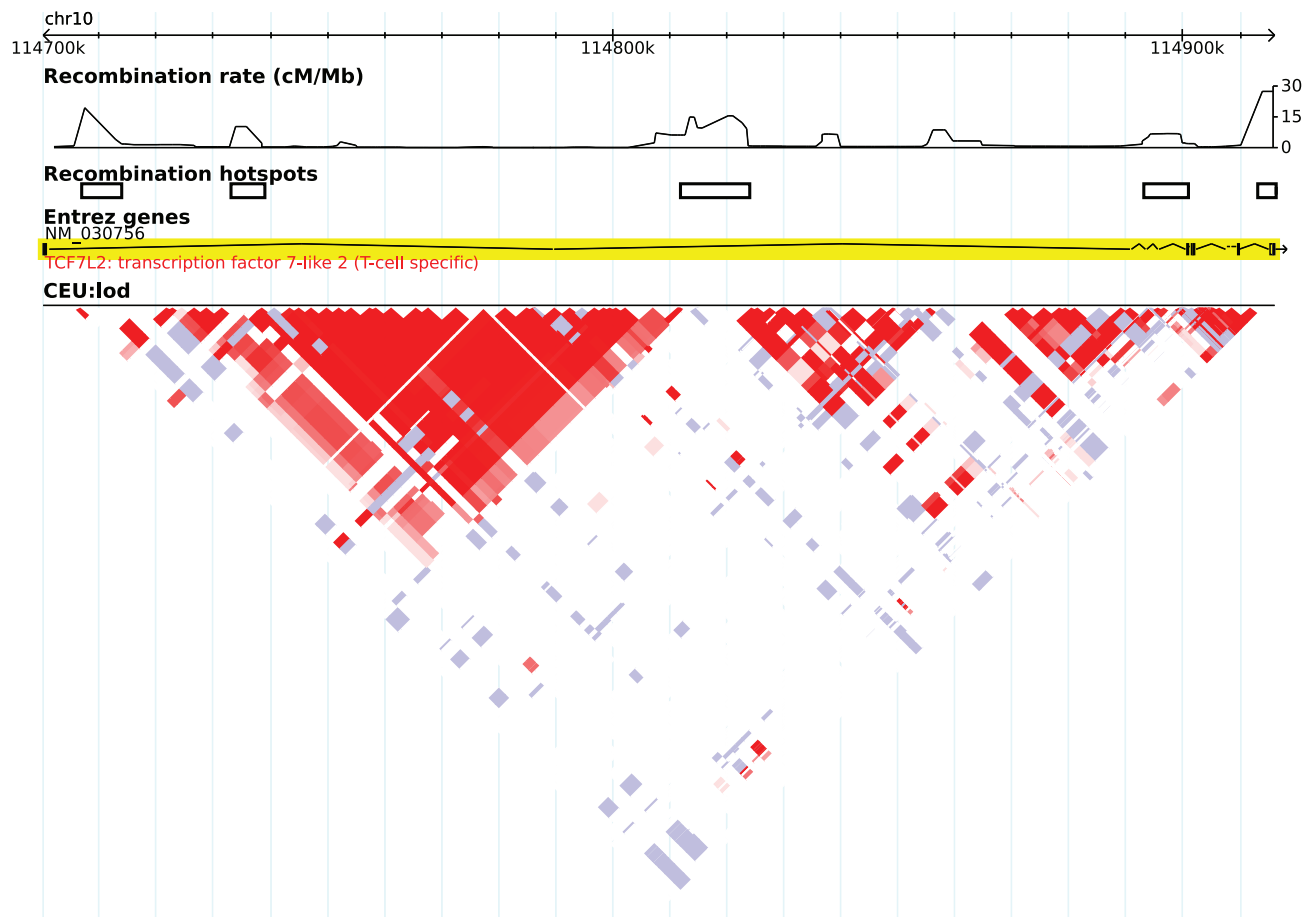 chr10
114700k 114800k 114900k
Recombination rate (cM/Mb)
30
15
0
Recombination hotspots
Entrez genes
NM_030756
TCF7L2: transcription factor 7-like 2 (T-cell specific)
CEU:lod